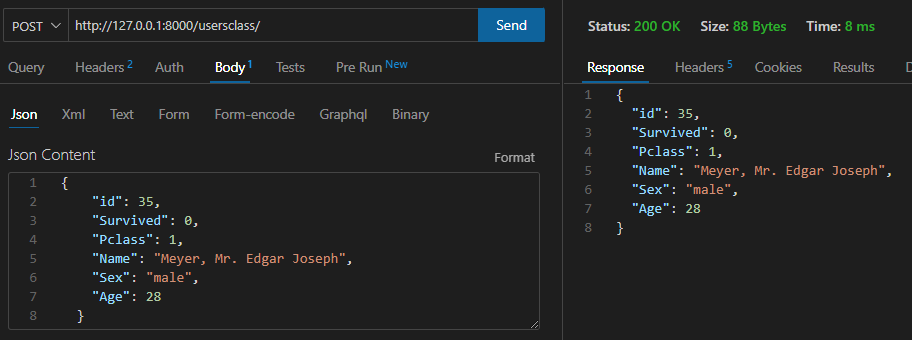 POST http://127.0.0.1:8000/usersclass/ Send
Query Headers 2 Auth Body 1 Tests Pre Run New
Json Xml Text Form Form-encode Graphql Binary
Json Content Format
1 {
2 "id": 35,
3 "Survived": 0,
4 "Pclass": 1,
5 "Name": "Meyer, Mr. Edgar Joseph",
6 "Sex": "male",
7 "Age": 28
8 }
Status: 200 OK Size: 88 Bytes Time: 8 ms
Response Headers 5 Cookies Results D
1 {
2 "id": 35,
3 "Survived": 0,
4 "Pclass": 1,
5 "Name": "Meyer, Mr. Edgar Joseph",
6 "Sex": "male",
7 "Age": 28
8 }